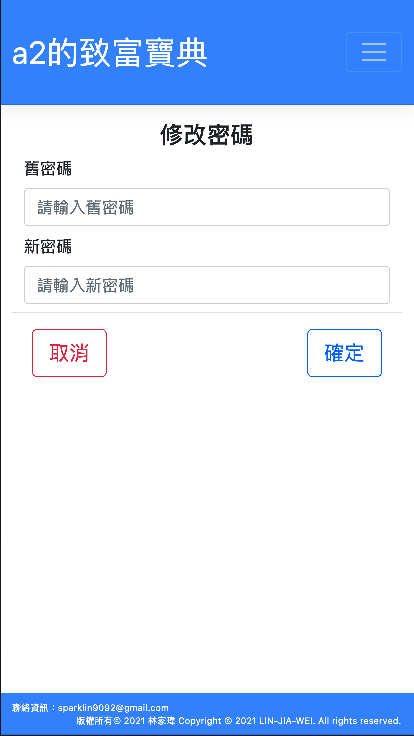 a2的致富寶典
修改密碼
舊密碼
請輸入舊密碼
新密碼
請輸入新密碼
取消
確定
聯絡資訊：sparklin9092@gmail.com
版權所有© 2021 林家瑋 Copyright © 2021 LIN-JIA-WEI. All rights reserved.